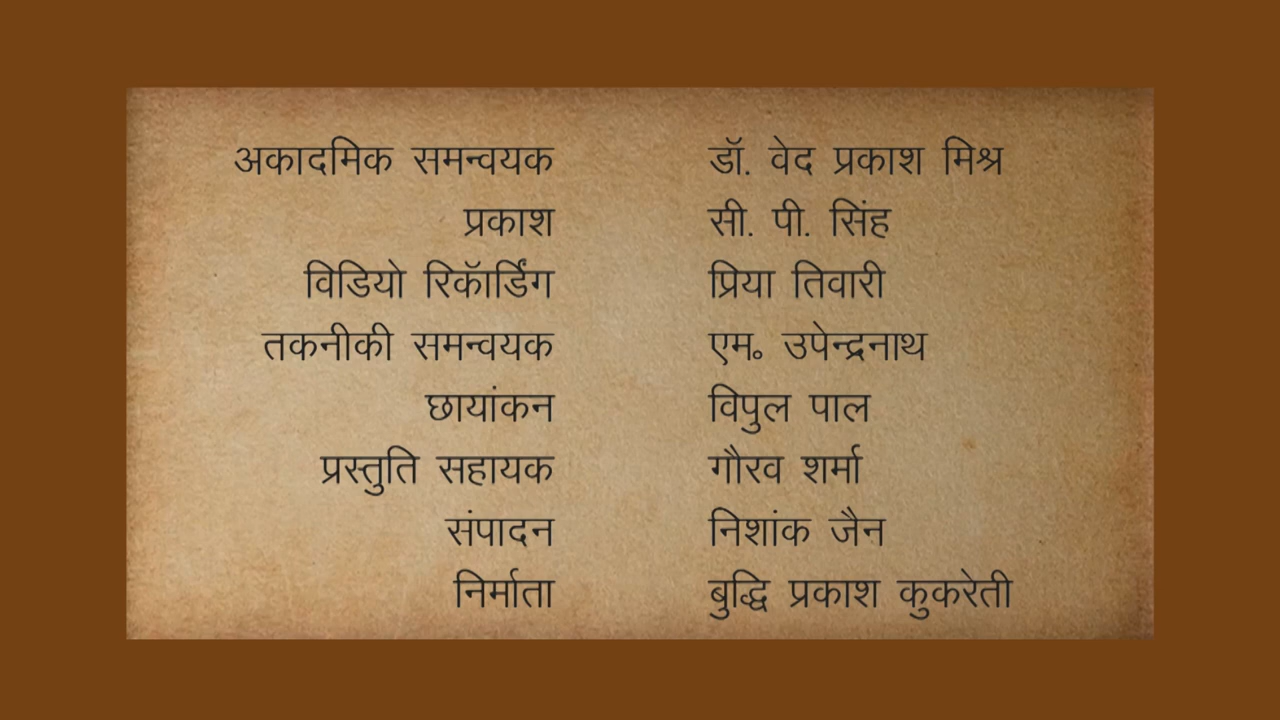 अकादमिक समन्वयक डॉ. वेद प्रकाश मिश्र
प्रकाश सी. पी. सिंह
विडियो रिकॅार्डिंग प्रिया तिवारी
तकनीकी समन्वयक एम॰ उपेन्द्रनाथ
छायांकन विपुल पाल
प्रस्तुति सहायक गौरव शर्मा
संपादन निशांक जैन
निर्माता बुद्धि प्रकाश कुकरेती